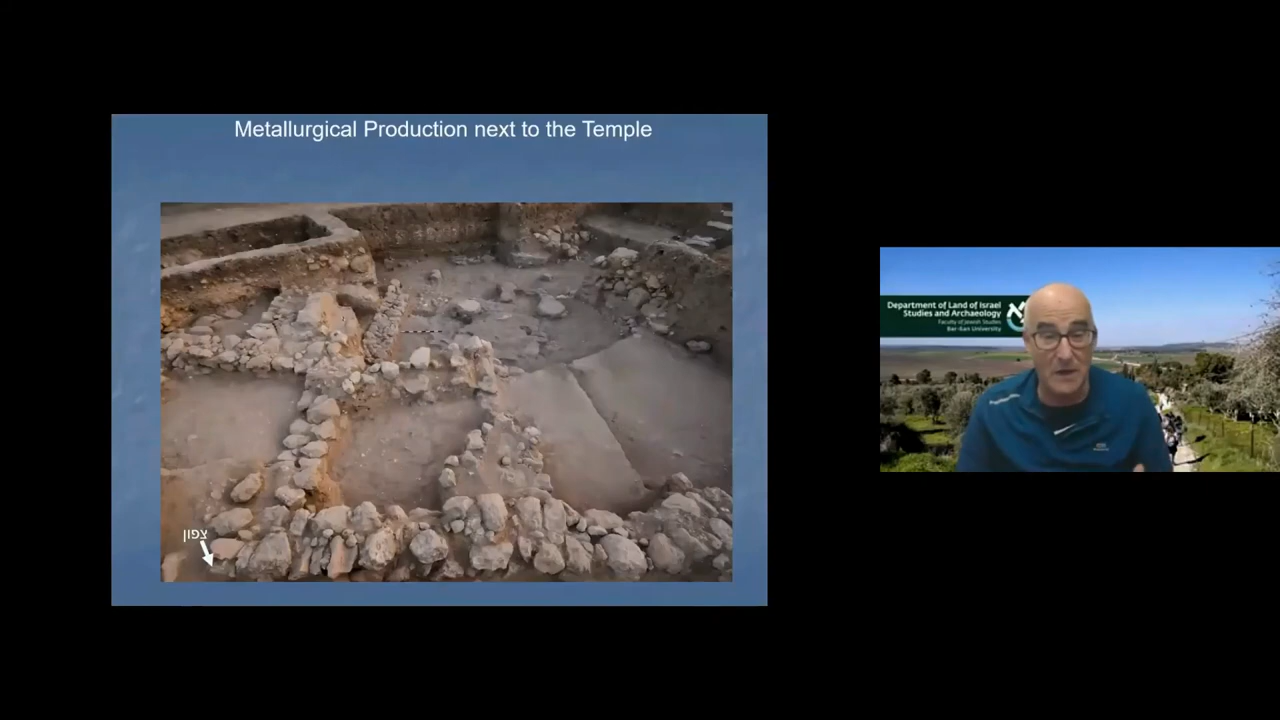 Metallurgical Production next to the Temple
צפון
Department of Land of Israel
Studies and Archaeology
Faculty of Jewish Studies
Bar-Ilan University